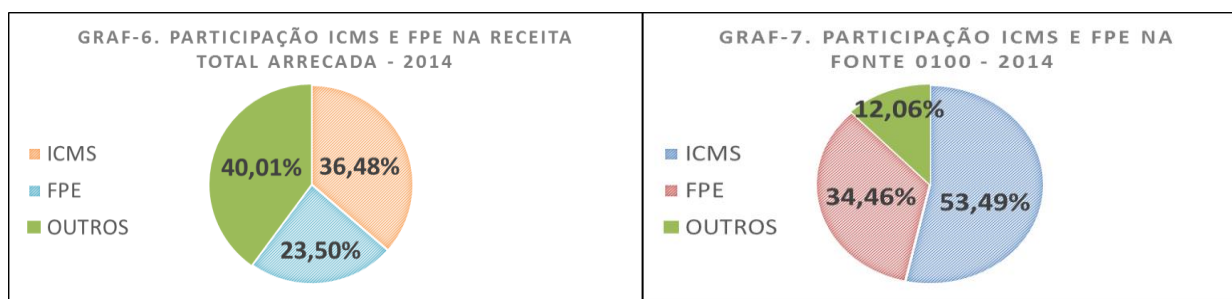 GRAF-6. PARTICIPAÇÃO ICMS E FPE NA RECEITA
TOTAL ARRECADA - 2014
ICMS
FPE
OUTROS
40,01%
36,48%
23,50%
GRAF-7. PARTICIPAÇÃO ICMS E FPE NA
FONTE 0100 - 2014
ICMS
FPE
OUTROS
12,06%
34,46%
53,49%